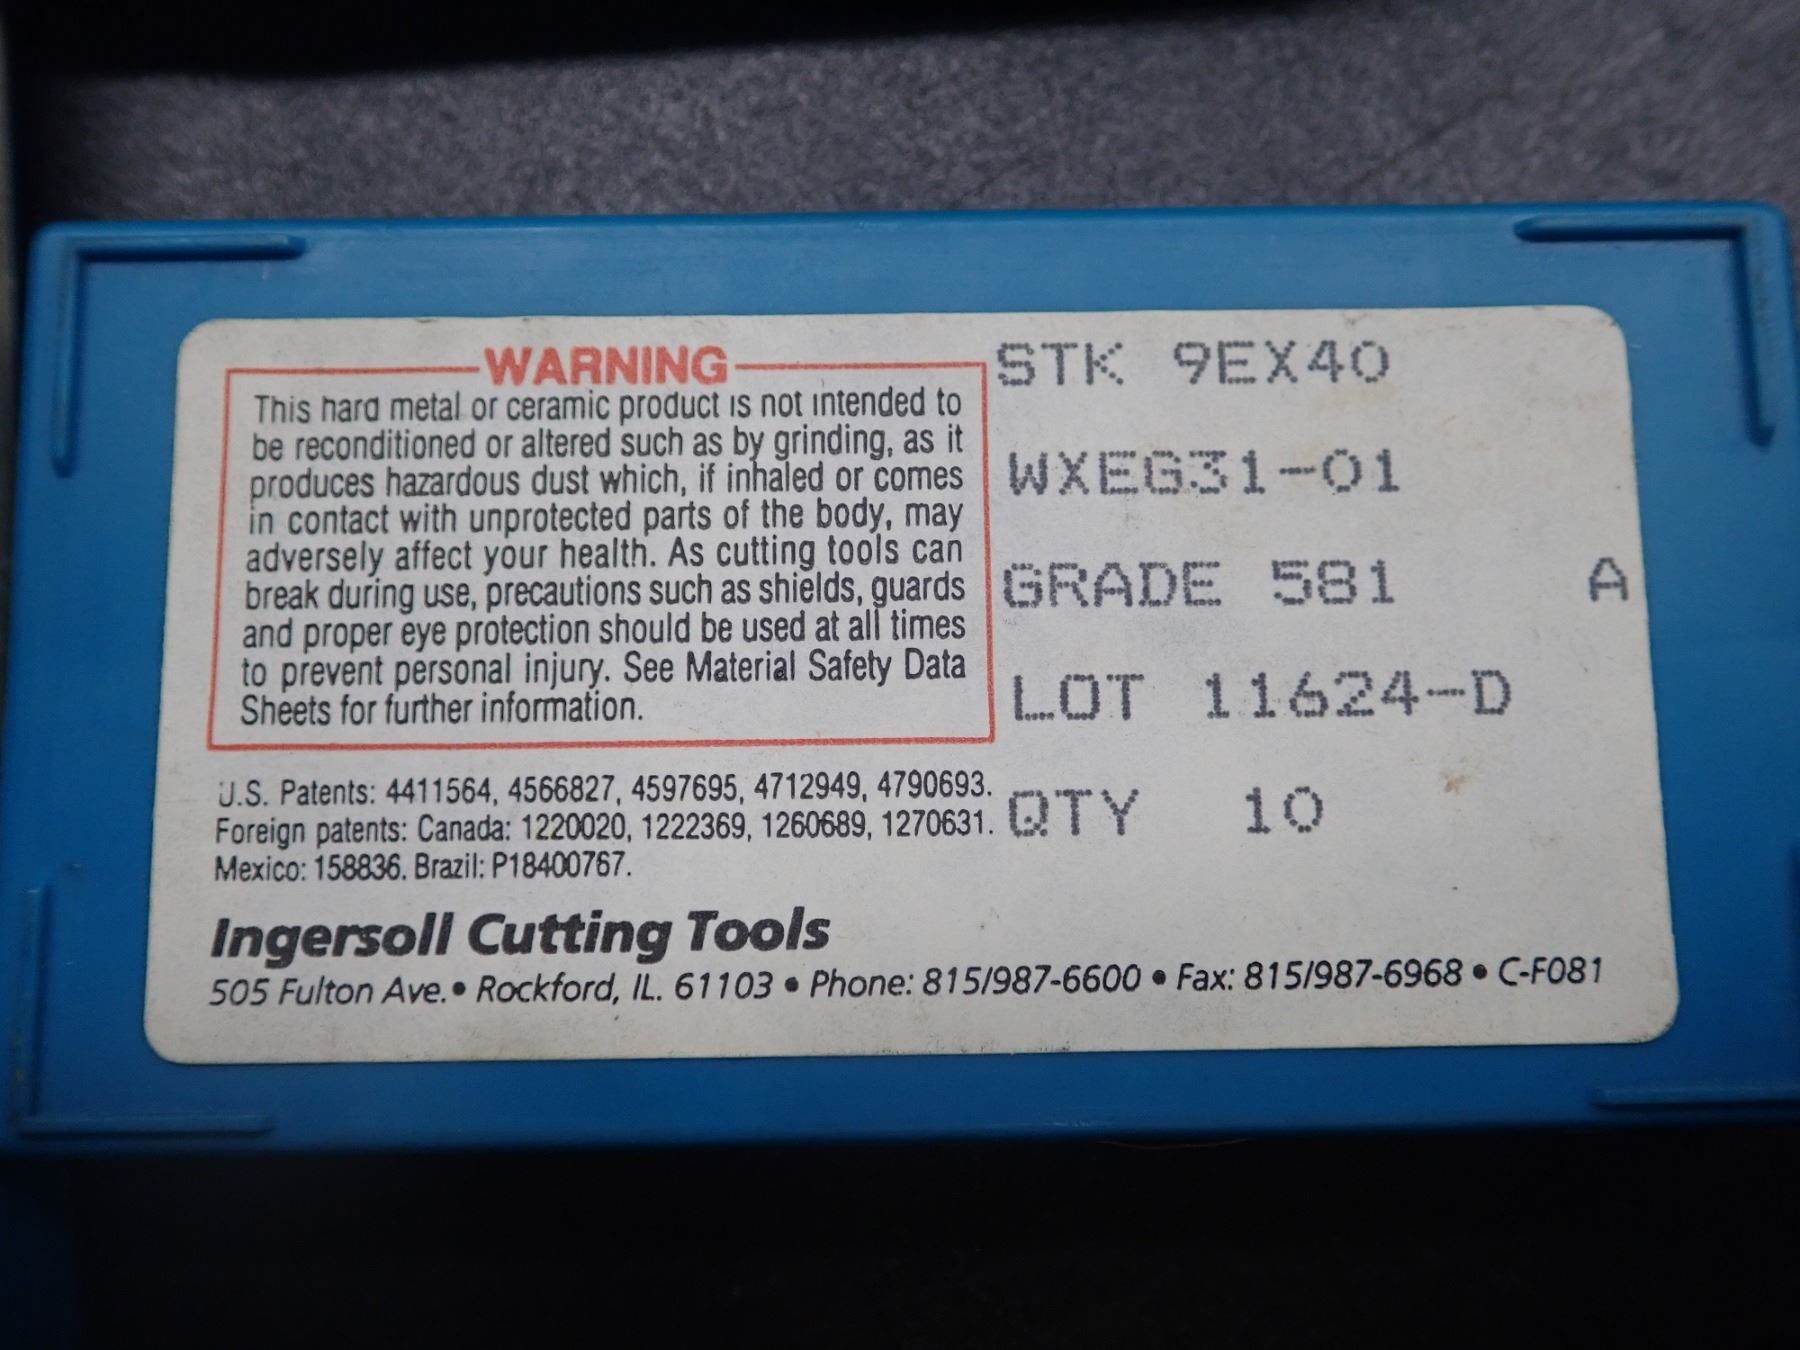 WARNING
This hard metal or ceramic product is not intended to
be reconditioned or altered such as by grinding, as it
produces hazardous dust which, if inhaled or comes
in contact with unprotected parts of the body, may
adversely affect your health. As cutting tools can
break during use, precautions such as shields, guards
and proper eye protection should be used at all times
to prevent personal injury. See Material Safety Data
Sheets for further information.
STK 9EX40
WXEG31-01
GRADE 581 A
LOT 11624-D
QTY 10
U.S. Patents: 4411564, 4566827, 4597695, 4712949, 4790693.
Foreign patents: Canada: 1220020, 1222369, 1260689, 1270631.
Mexico: 158836. Brazil: P18400767.
Ingersoll Cutting Tools
505 Fulton Ave. • Rockford, IL. 61103 • Phone: 815/987-6600 • Fax: 815/987-6968 • C-F081